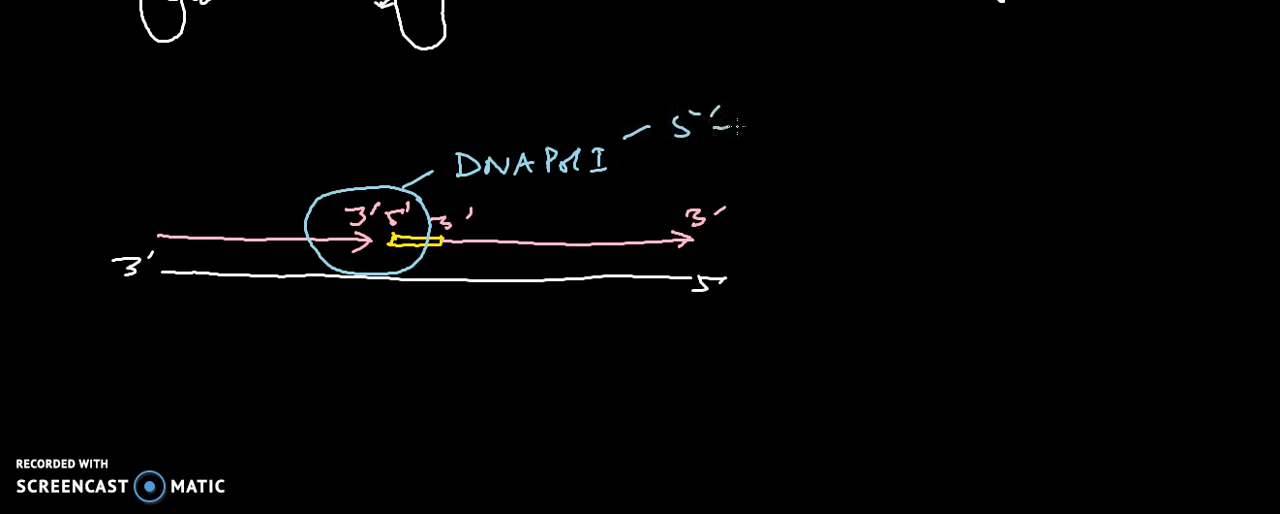 5'
DNA Pol I
3' 5' 3' 3'
3' 5'
RECORDED WITH
SCREENCAST MATIC